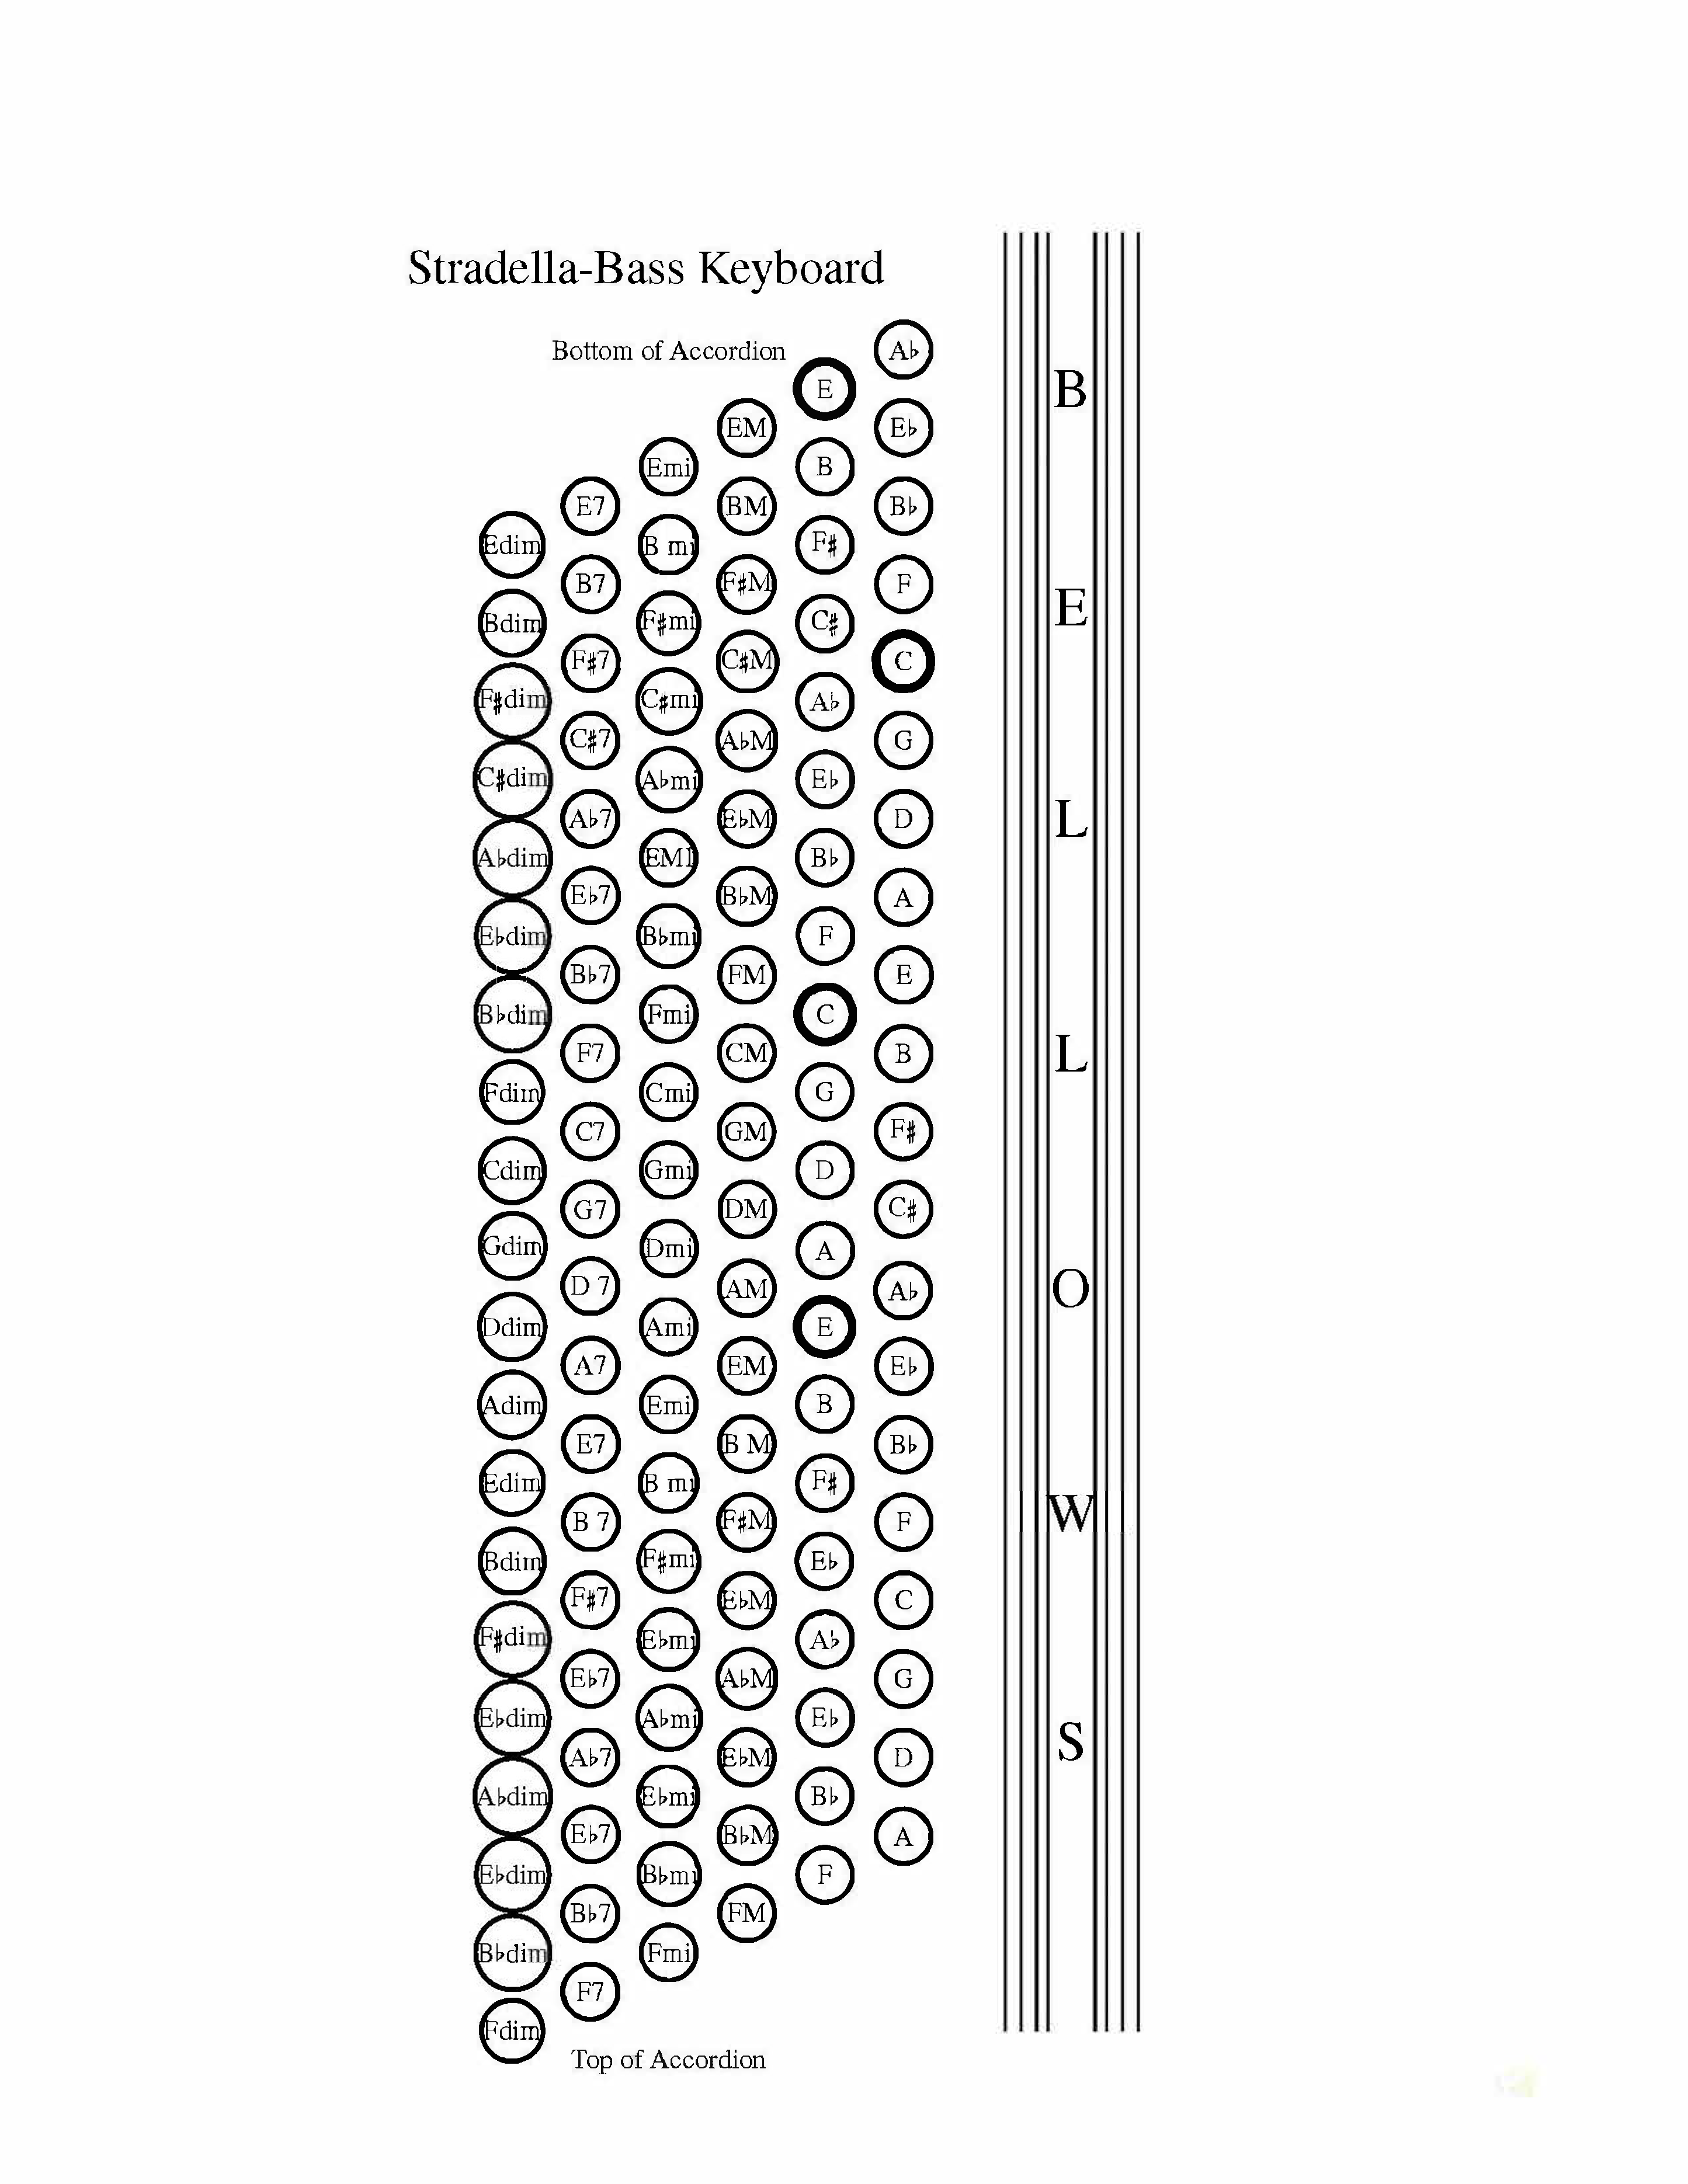 Stradella-Bass Keyboard
Bottom of Accordion
A♭
E
B
EM E♭
Emi B
E7 BM B♭
Edim B mi F♯
B7 F♯M F
Bdim F♯mi C♯
E
F♯7 C♯M C
F♯dim C♯mi A♭
C♯7 A♭M G
C♯dim A♭mi E♭
A♭7 E♭M D
L
A♭dim EMI B♭
E♭7 B♭M A
E♭dim B♭mi F
B♭7 FM E
B♭dim Fmi C
F7 CM B
L
Fdim Cmi G
C7 GM F♯
Cdim Gmi D
G7 DM C♯
Gdim Dmi A
D 7 AM A♭
O
Ddim Ami E
A7 EM E♭
Adim Emi B
E7 B M B♭
Edim B mi F♯
B 7 F♯M F
W
Bdim F♯mi E♭
F♯7 E♭M C
F♯dim E♭mi A♭
E♭7 A♭M G
E♭dim A♭mi E♭
A♭7 E♭M D
S
A♭dim E♭mi B♭
E♭7 B♭M A
E♭dim B♭mi F
B♭7 FM
B♭dim Fmi
F7
Fdim
Top of Accordion